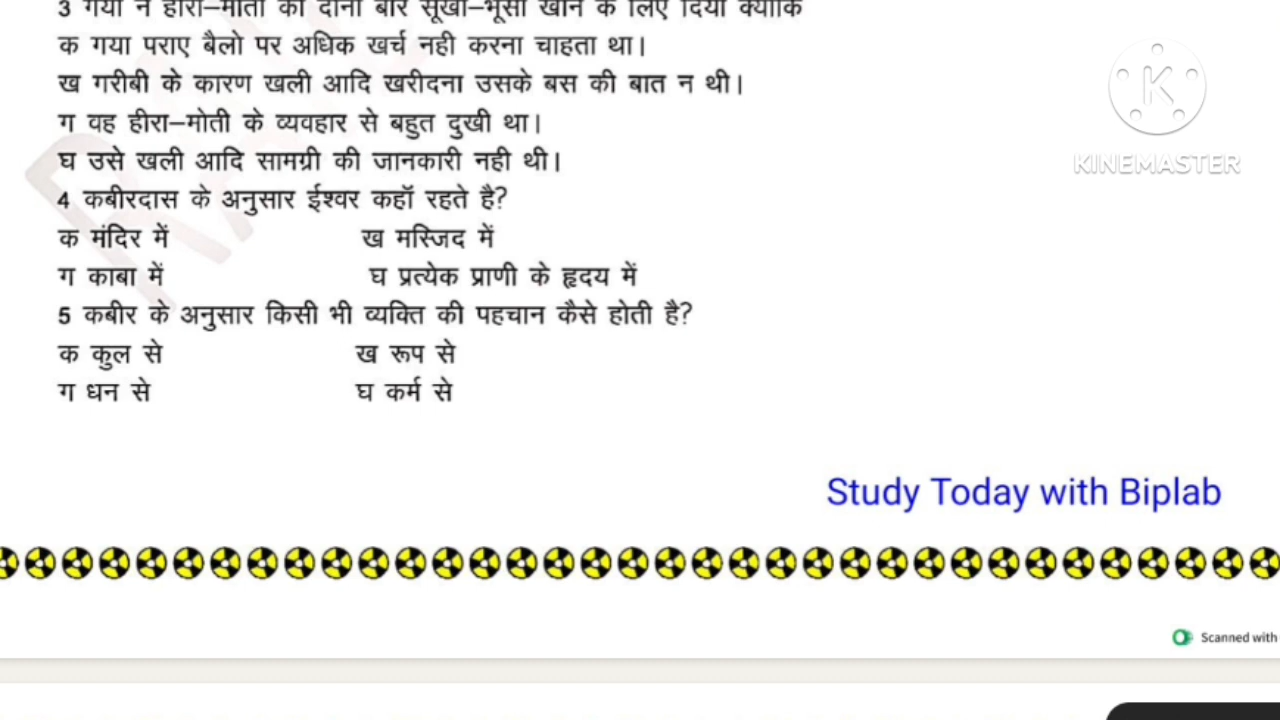 3 गया ने हीरा–मोती को दोनो बार सूखा–भूसा खाने के लिए दिया क्योंकि
क गया पराए बैलो पर अधिक खर्च नही करना चाहता था।
ख गरीबी के कारण खली आदि खरीदना उसके बस की बात न थी।
ग वह हीरा–मोती के व्यवहार से बहुत दुखी था।
घ उसे खली आदि सामग्री की जानकारी नही थी।
4 कबीरदास के अनुसार ईश्वर कहॉ रहते है?
क मंदिर में ख मस्जिद में
ग काबा में घ प्रत्येक प्राणी के हृदय में
5 कबीर के अनुसार किसी भी व्यक्ति की पहचान कैसे होती है?
क कुल से ख रूप से
ग धन से घ कर्म से
K
KINEMASTER
Study Today with Biplab
Scanned with